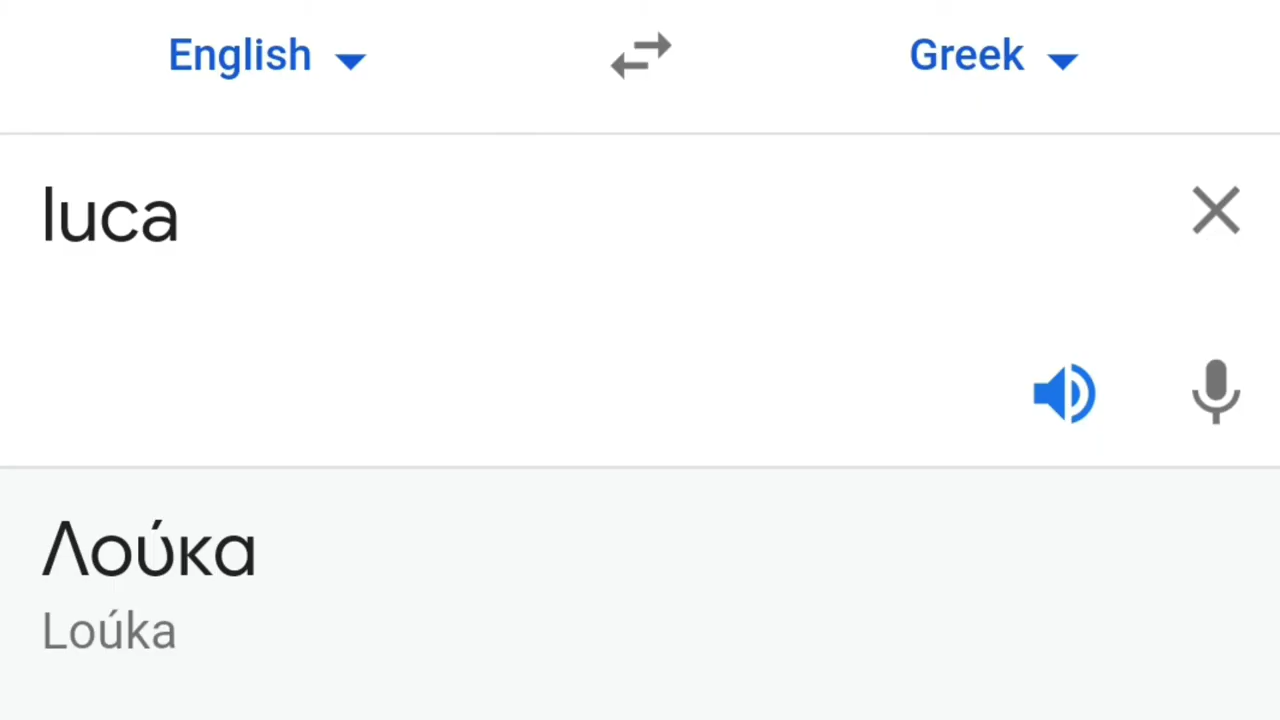 English
Greek
luca
Λούκα
Loúka